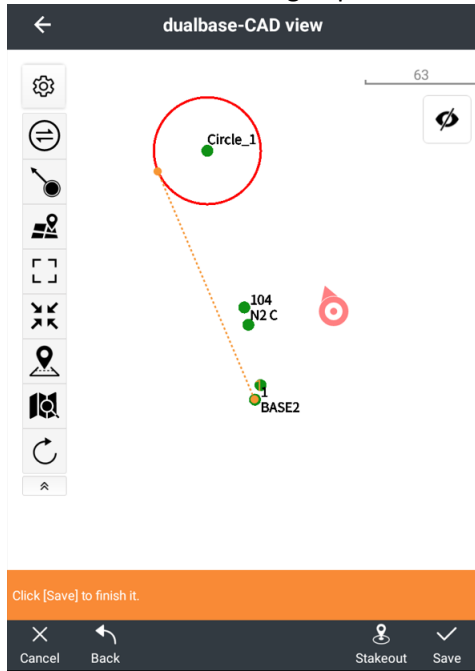 dualbase-CAD view
63
Circle_1
104
N2 C
1
BASE2
Click [Save] to finish it.
Cancel
Back
Stakeout
Save